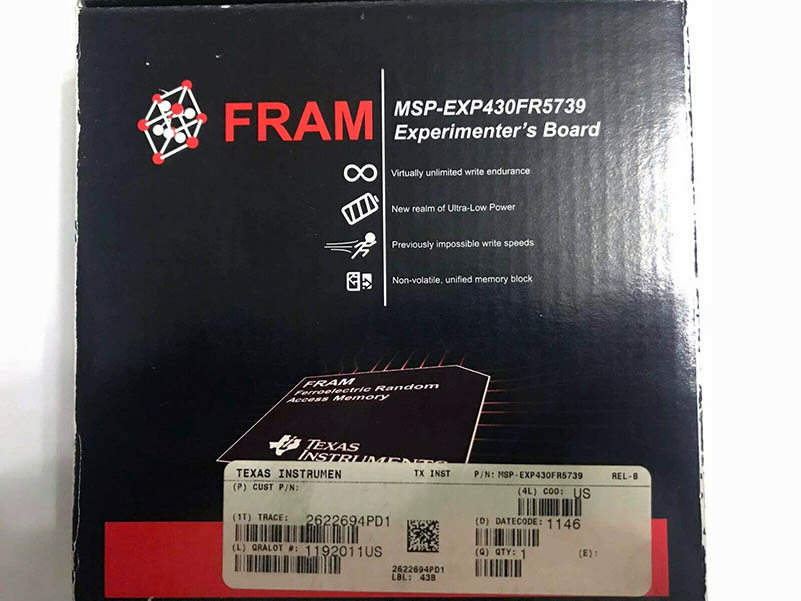 FRAM
MSP-EXP430FR5739
Experimenter's Board
Virtually unlimited write endurance
New realm of Ultra-Low Power
Previously impossible write speeds
Non-volatile, unified memory block
FRAM
Ferroelectric Random
Access Memory
TEXAS
INSTRUMENTS
TEXAS INSTRUMEN TX INST P/N: MSP-EXP430FR5739 REL-B
(P) CUST P/N: (4L) COO: US
(1T) TRACE: 2622694PD1 (D) DATECODE: 1146
(L) QRALOT #: 1192011US (Q) QTY: 1 (E):
2622694PD1
LBL: 43B